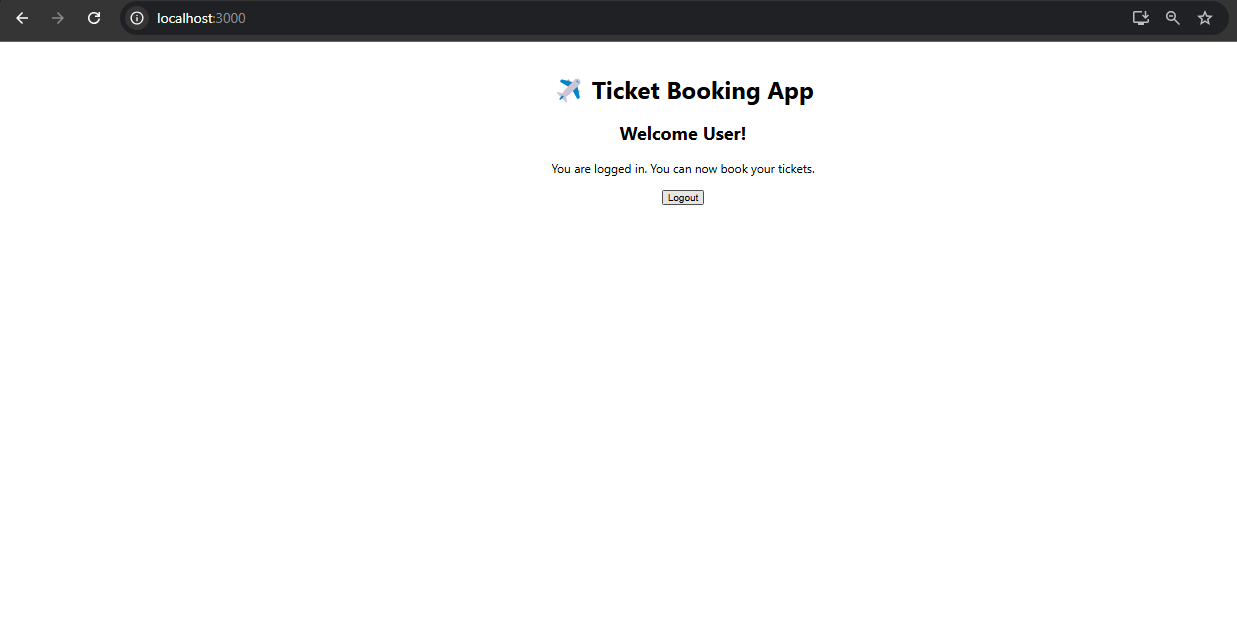 localhost:3000
✈️ Ticket Booking App
Welcome User!
You are logged in. You can now book your tickets.
Logout